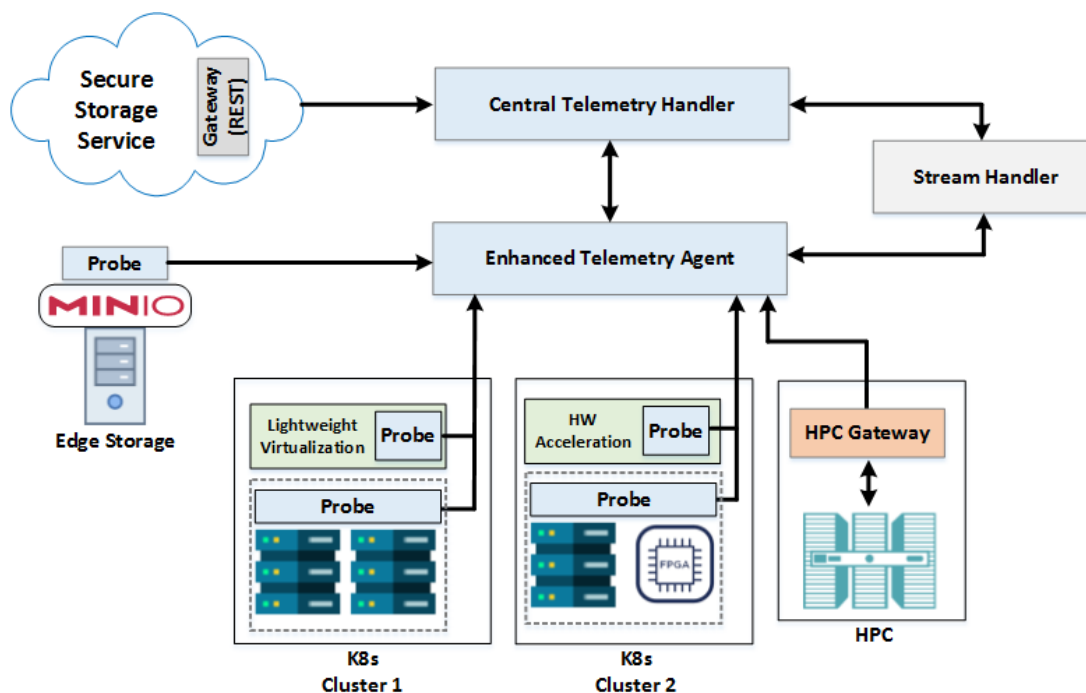 Secure
Storage
Service
Gateway
(REST)
Central Telemetry Handler
Stream Handler
Enhanced Telemetry Agent
Probe
MINIO
Edge Storage
Lightweight
Virtualization
Probe
Probe
K8s
Cluster 1
HW
Acceleration
Probe
Probe
FPGA
K8s
Cluster 2
HPC Gateway
HPC